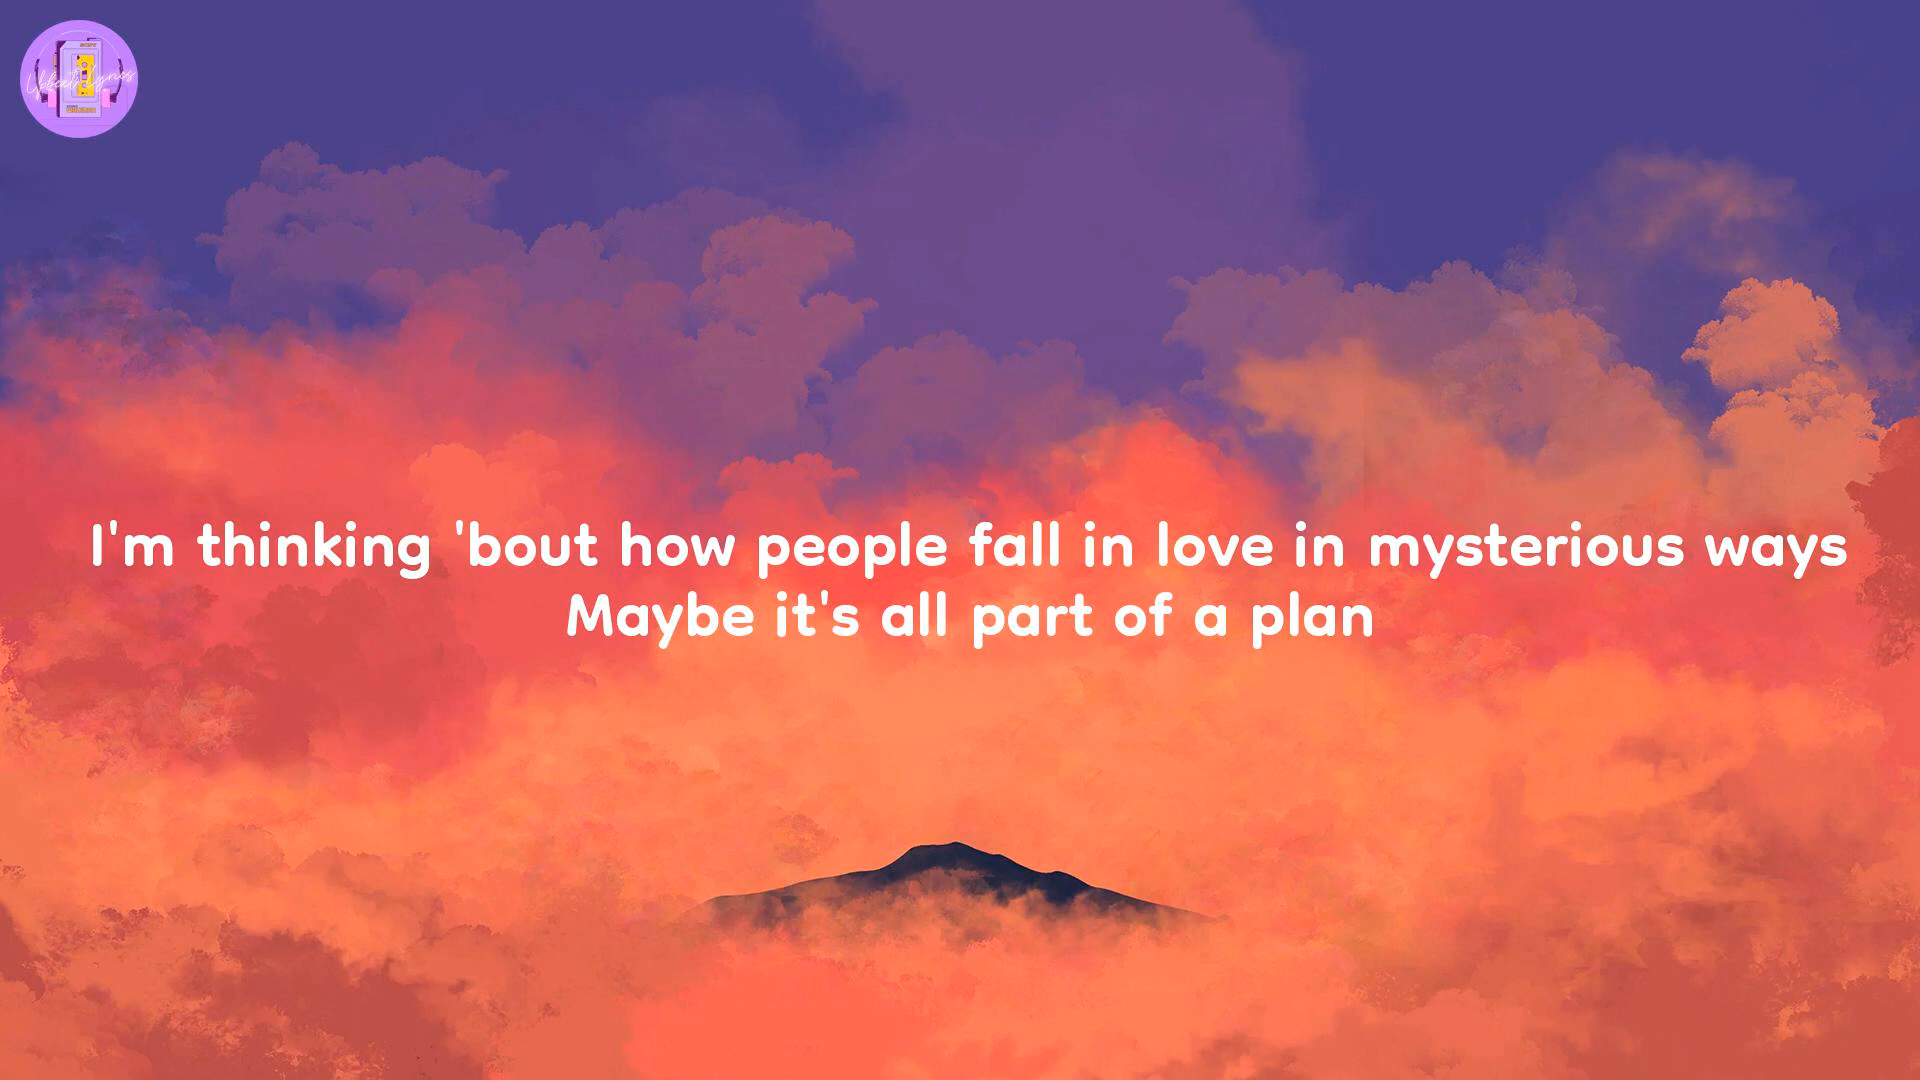 I'm thinking 'bout how people fall in love in mysterious ways
Maybe it's all part of a plan